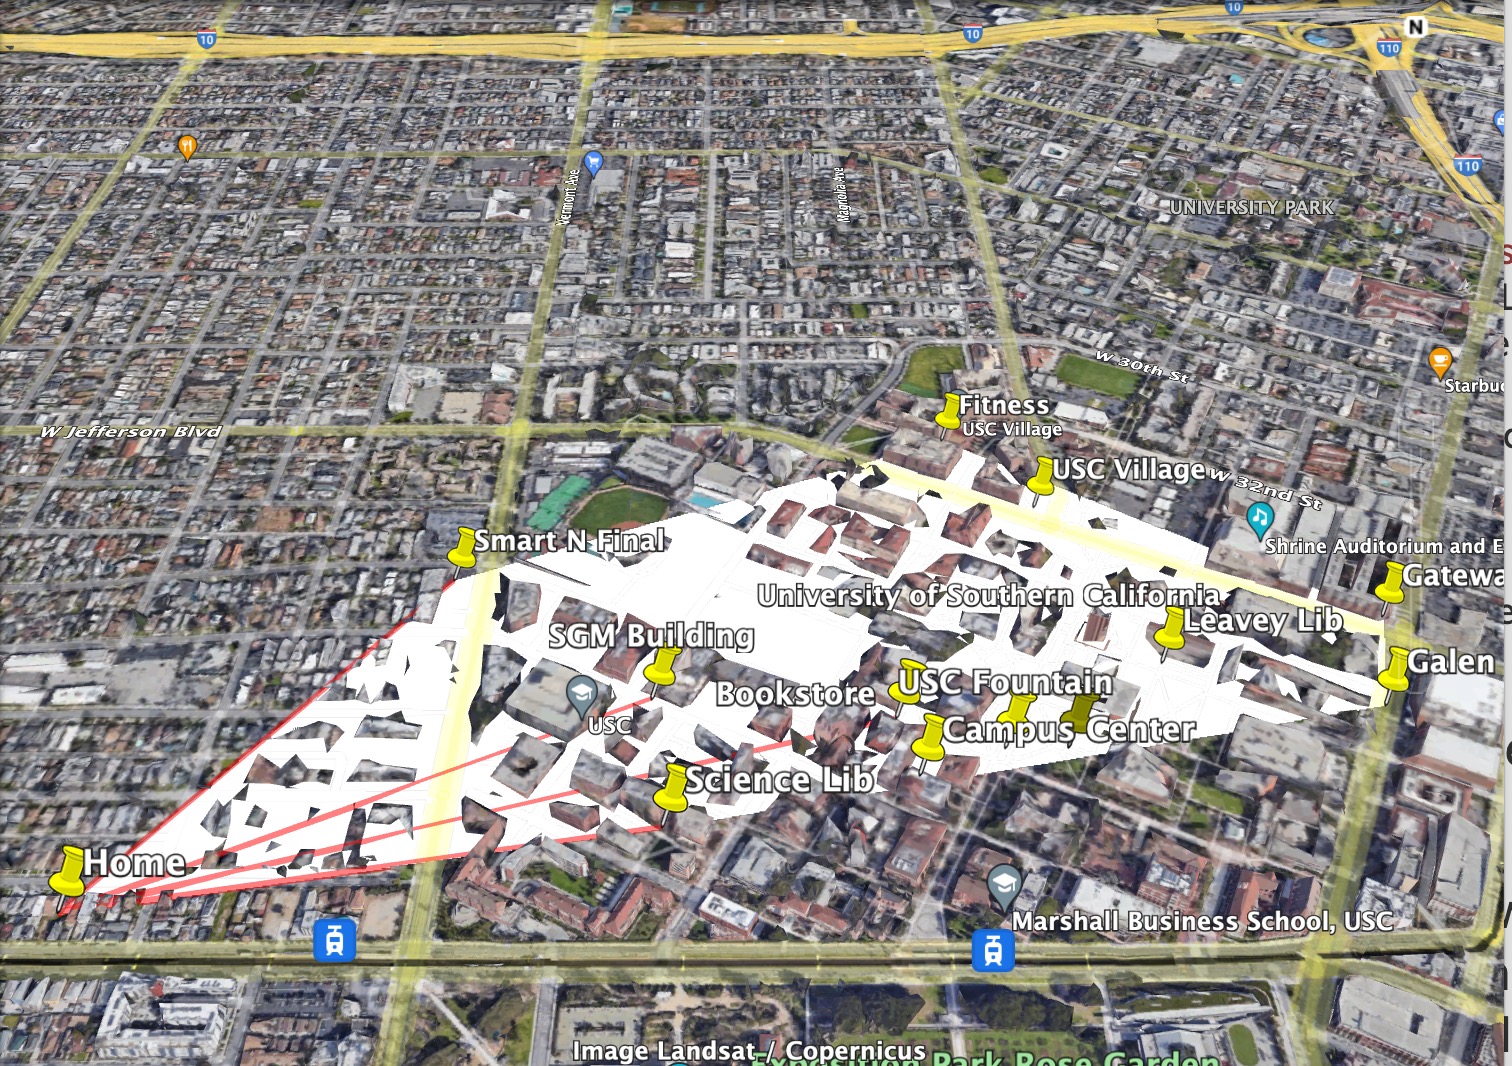 10
10
10
N
110
110
Vermont Ave
Magnolia Ave
UNIVERSITY PARK
W 30th St
Starbuc
W Jefferson Blvd
Fitness
USC Village
USC Village
W 32nd St
Smart N Final
Shrine Auditorium and E
Gatewa
University of Southern California
Leavey Lib
SGM Building
Galen
USC Fountain
Bookstore
USC
Campus Center
Science Lib
Home
Marshall Business School, USC
Image Landsat / Copernicus
Exposition Park Rose Garden